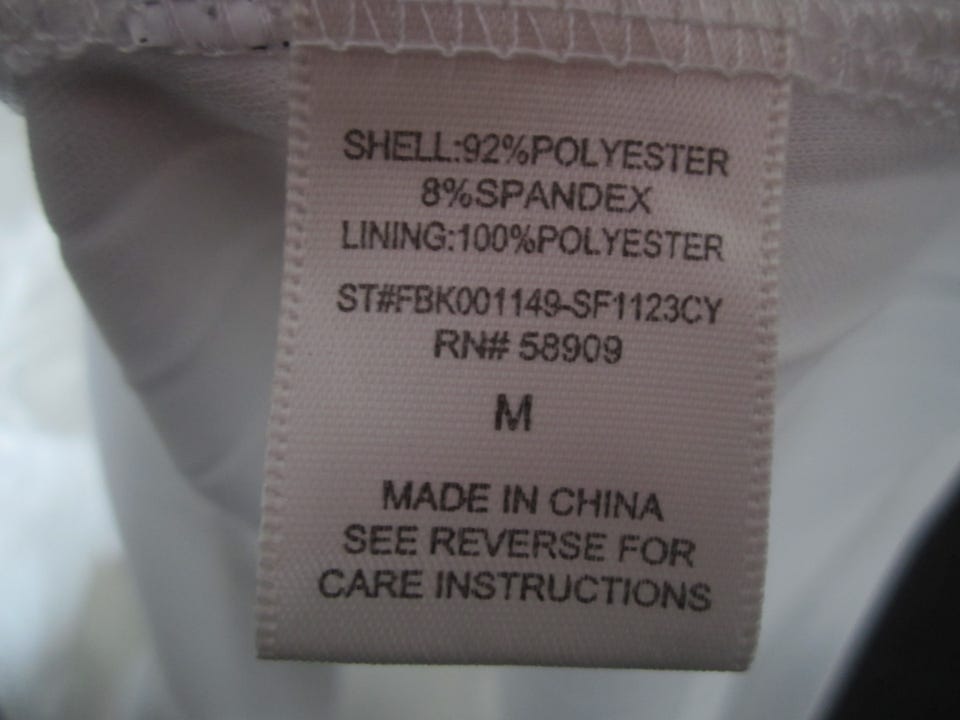 SHELL:92%POLYESTER
8%SPANDEX
LINING:100%POLYESTER
ST#FBK001149-SF1123CY
RN# 58909
M
MADE IN CHINA
SEE REVERSE FOR
CARE INSTRUCTIONS